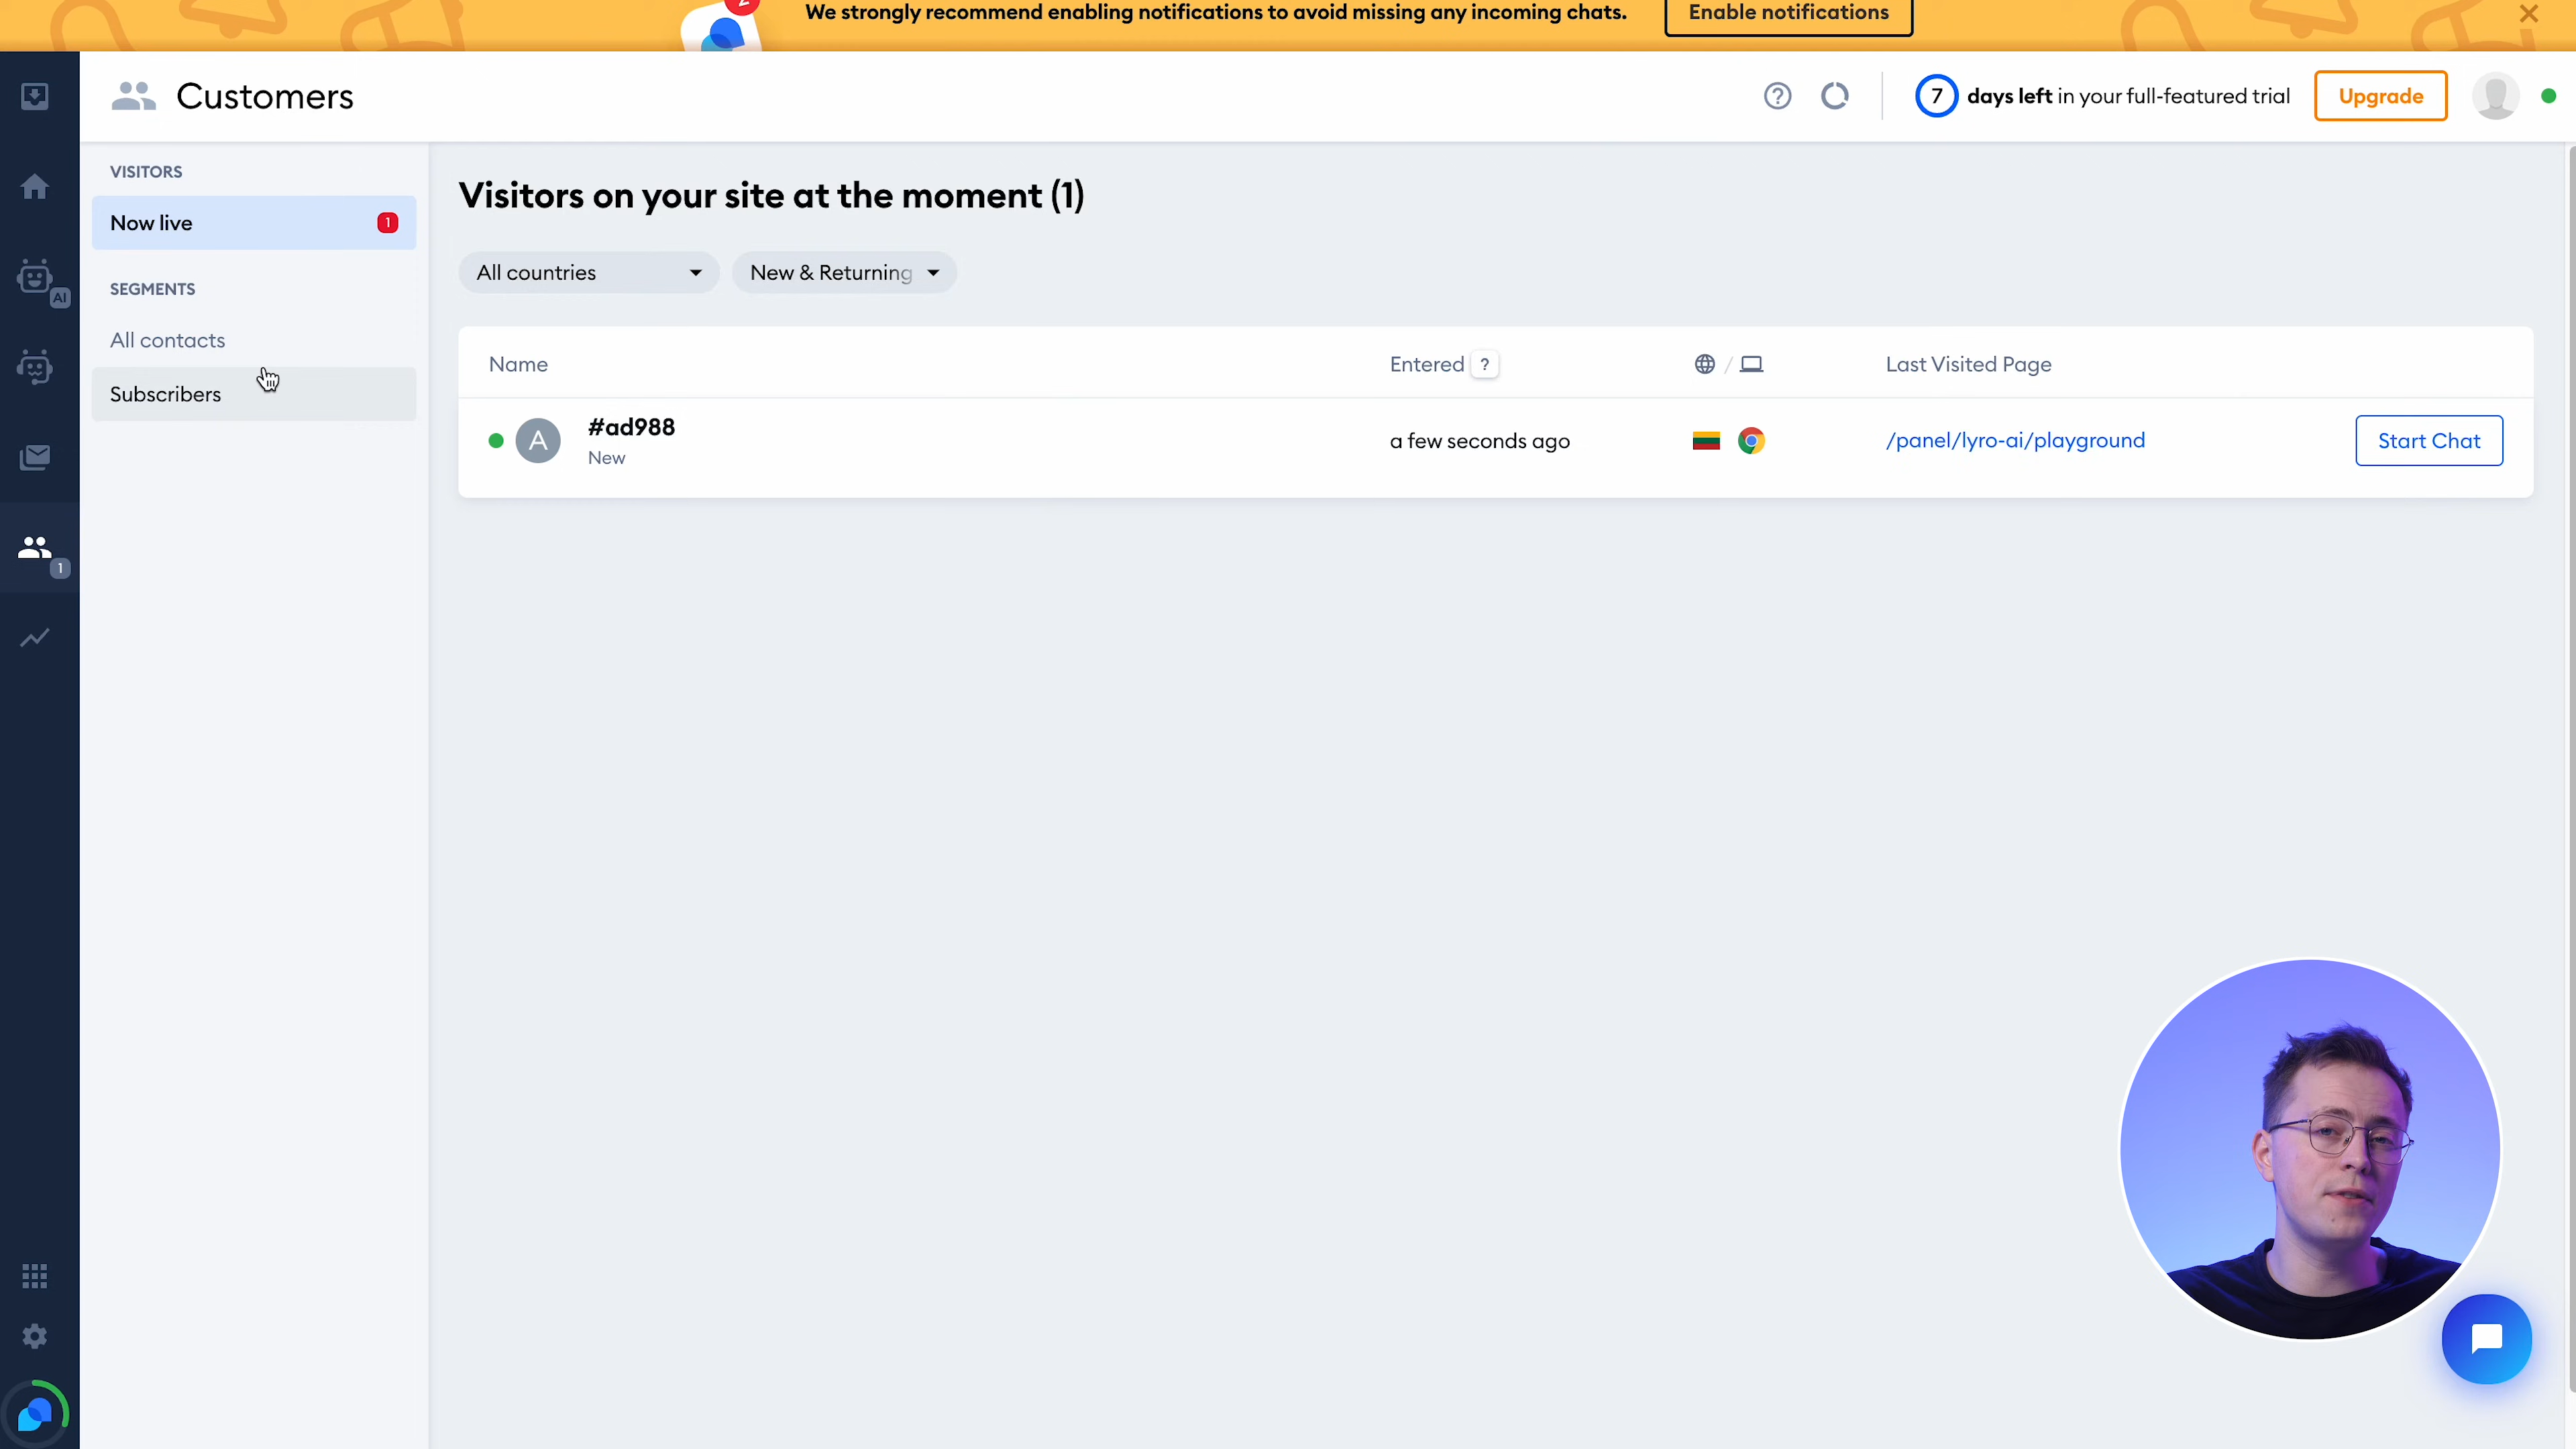 2
We strongly recommend enabling notifications to avoid missing any incoming chats.
Enable notifications
Customers
7 days left in your full-featured trial
Upgrade
VISITORS
Now live
1
SEGMENTS
All contacts
Subscribers
AI
1
Visitors on your site at the moment (1)
All countries
New & Returning
Name
Entered ?
/
Last Visited Page
A
#ad988
New
a few seconds ago
/panel/lyro-ai/playground
Start Chat